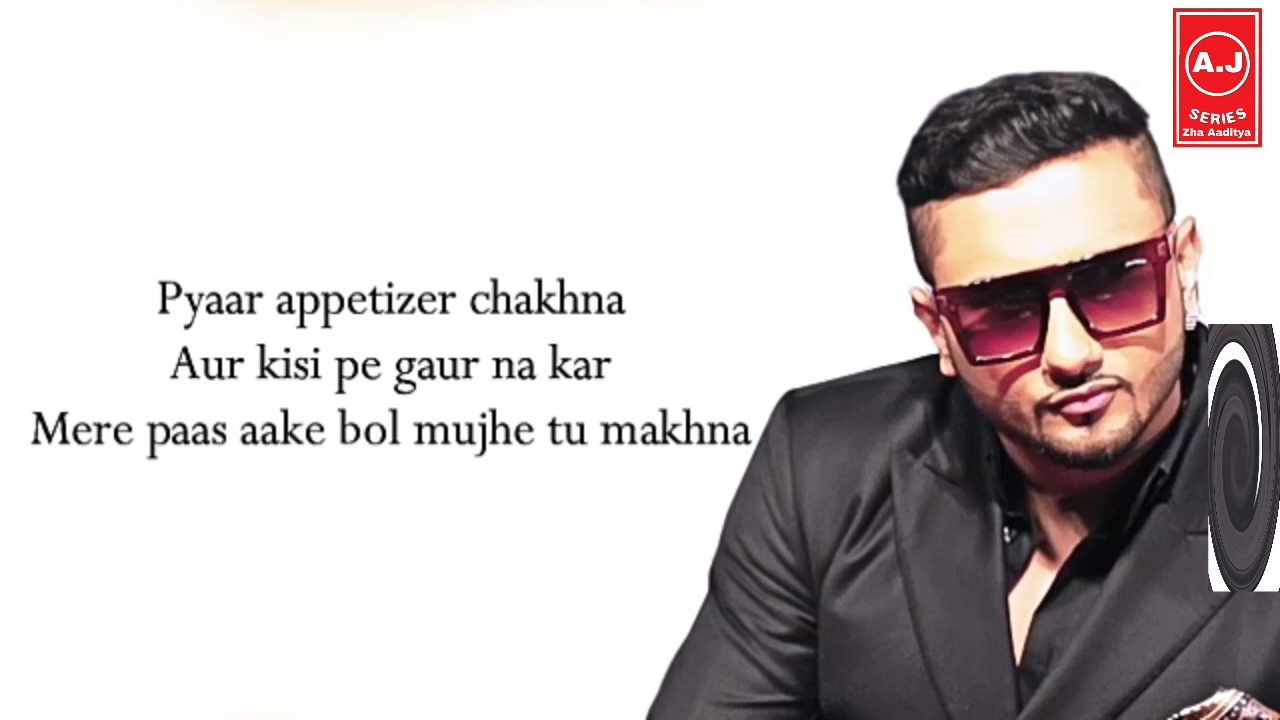 A.J
SERIES
Zha Aaditya
Pyaar appetizer chakhna
Aur kisi pe gaur na kar
Mere paas aake bol mujhe tu makhna